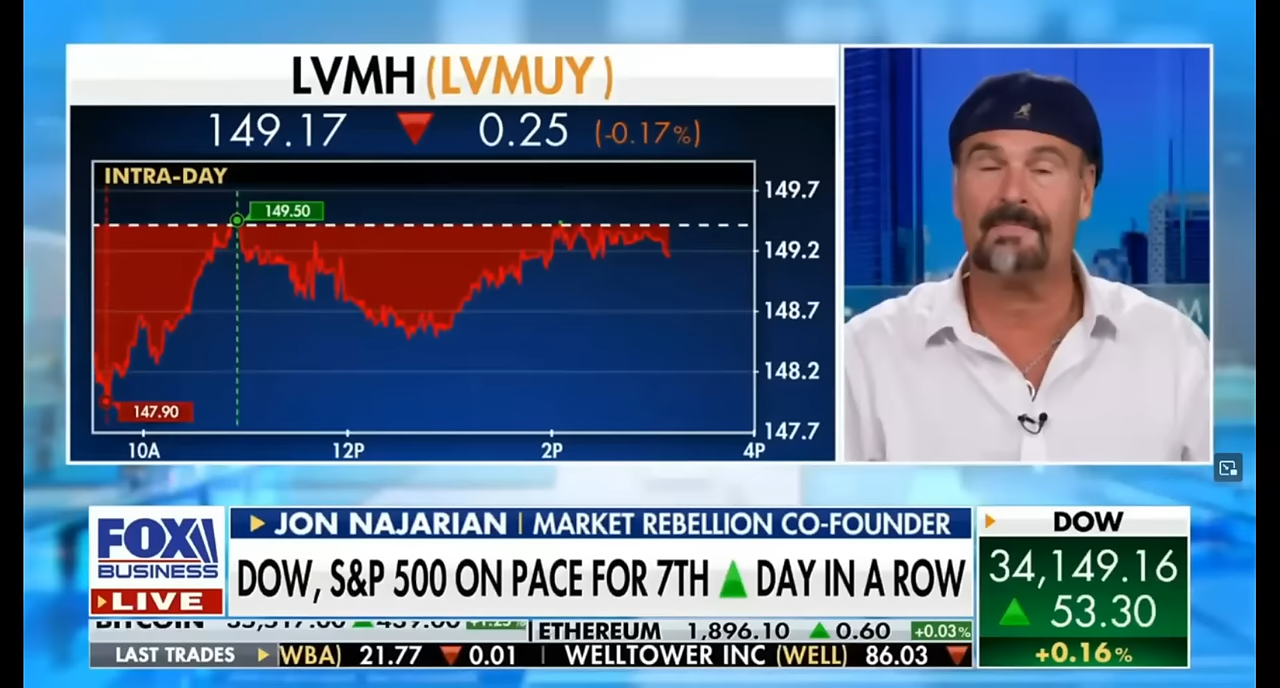 LVMH (LVMUY)
149.17 ▼ 0.25 (-0.17%)
INTRA-DAY
149.50
147.90
149.7
149.2
148.7
148.2
147.7
10A 12P 2P 4P
M
FOX
BUSINESS
LIVE
JON NAJARIAN | MARKET REBELLION CO-FOUNDER
DOW, S&P 500 ON PACE FOR 7TH ▲ DAY IN A ROW
DOW
34,149.16
▲ 53.30
+0.16%
BITCOIN
ETHEREUM 1,896.10 ▲ 0.60 +0.03%
LAST TRADES WBA) 21.77 ▼ 0.01 | WELLTOWER INC (WELL) 86.03 ▼